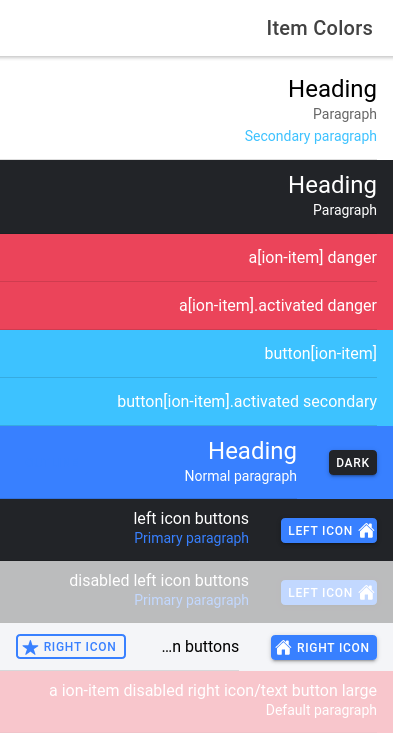 Item Colors
Heading
Paragraph
Secondary paragraph
Heading
Paragraph
a[ion-item] danger
a[ion-item].activated danger
button[ion-item]
button[ion-item].activated secondary
Heading
Normal paragraph
DARK
left icon buttons
Primary paragraph
LEFT ICON
disabled left icon buttons
Primary paragraph
LEFT ICON
RIGHT ICON
...n buttons
RIGHT ICON
a ion-item disabled right icon/text button large
Default paragraph